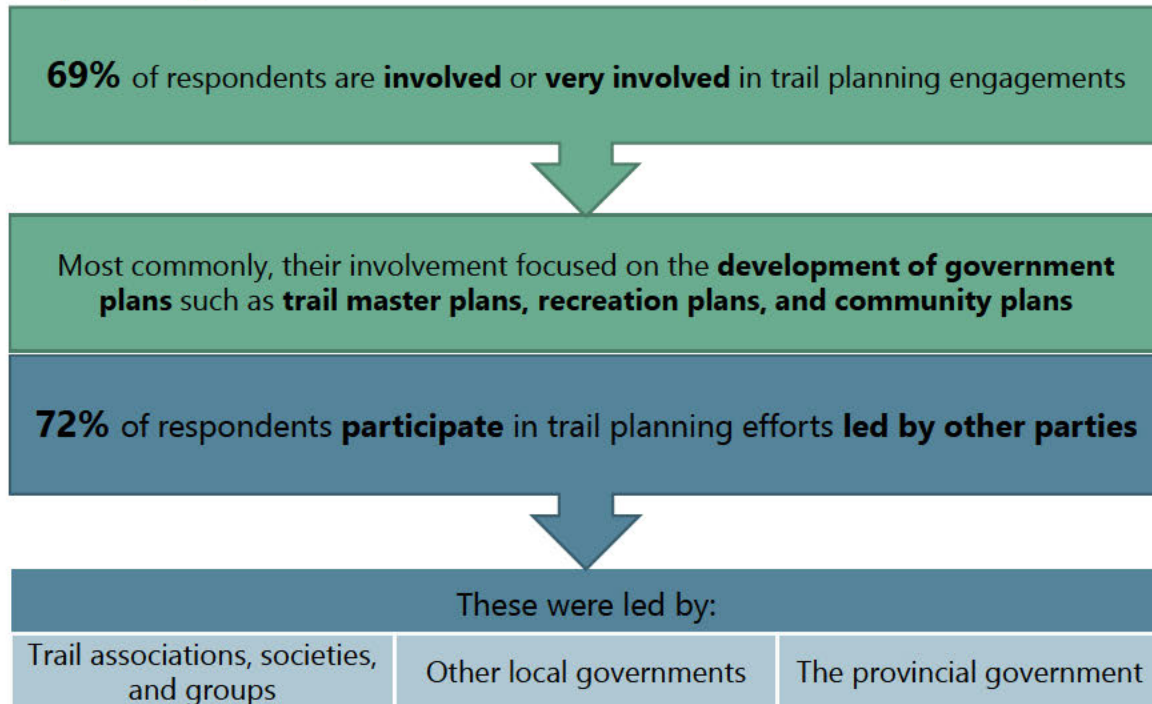 69% of respondents are involved or very involved in trail planning engagements
Most commonly, their involvement focused on the development of government
plans such as trail master plans, recreation plans, and community plans
72% of respondents participate in trail planning efforts led by other parties
These were led by:
Trail associations, societies,
and groups
Other local governments
The provincial government